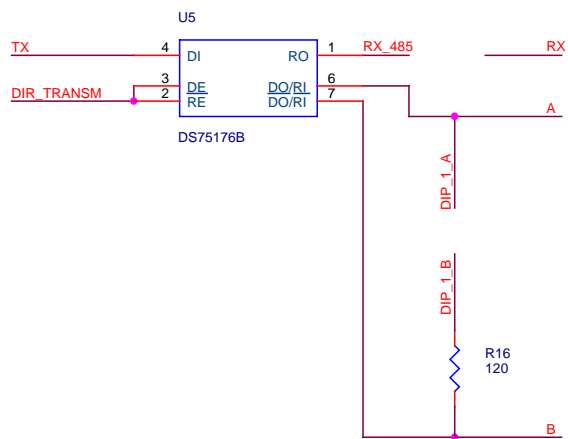 U5
TX 4 DI RO 1 RX_485 RX
3 DE DO/RI 6
DIR_TRANSM 2 RE DO/RI 7
A
DS75176B
DIP_1_A
DIP_1_B
R16
120
B